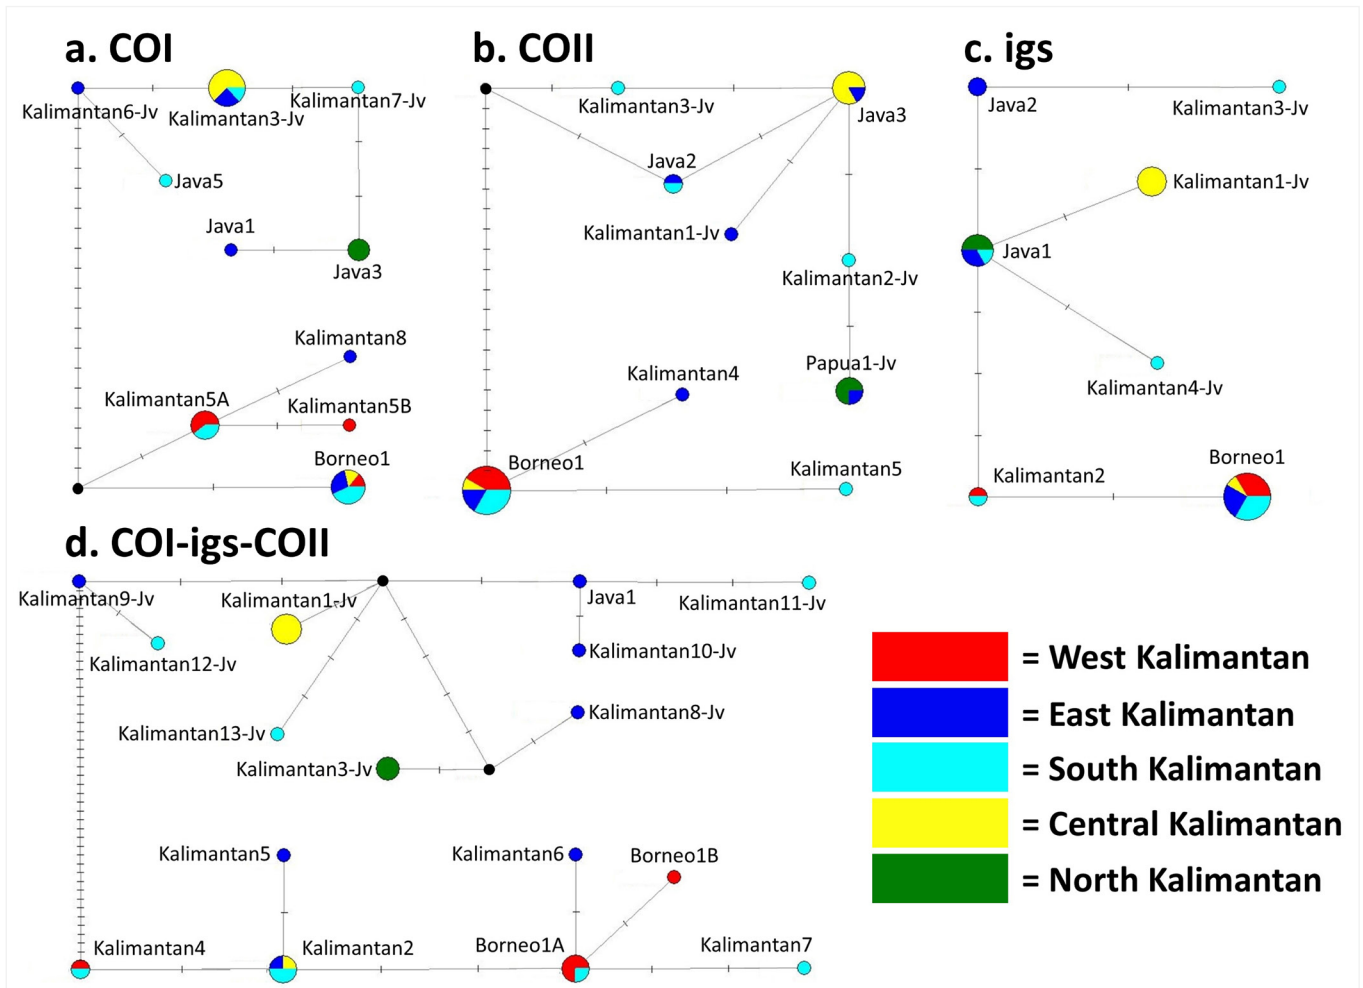 a. COI
Kalimantan6-Jv
Kalimantan3-Jv
Kalimantan7-Jv
Java5
Java1
Java3
Kalimantan8
Kalimantan5A
Kalimantan5B
Borneo1
b. COII
Kalimantan3-Jv
Java3
Java2
Kalimantan1-Jv
Kalimantan2-Jv
Papua1-Jv
Kalimantan4
Borneo1
Kalimantan5
c. igs
Java2
Kalimantan3-Jv
Kalimantan1-Jv
Java1
Kalimantan4-Jv
Kalimantan2
Borneo1
d. COI-igs-COII
Kalimantan9-Jv
Kalimantan1-Jv
Java1
Kalimantan11-Jv
Kalimantan12-Jv
Kalimantan10-Jv
Kalimantan8-Jv
Kalimantan13-Jv
Kalimantan3-Jv
Kalimantan5
Kalimantan6
Borneo1B
Kalimantan4
Kalimantan2
Borneo1A
Kalimantan7
= West Kalimantan
= East Kalimantan
= South Kalimantan
= Central Kalimantan
= North Kalimantan